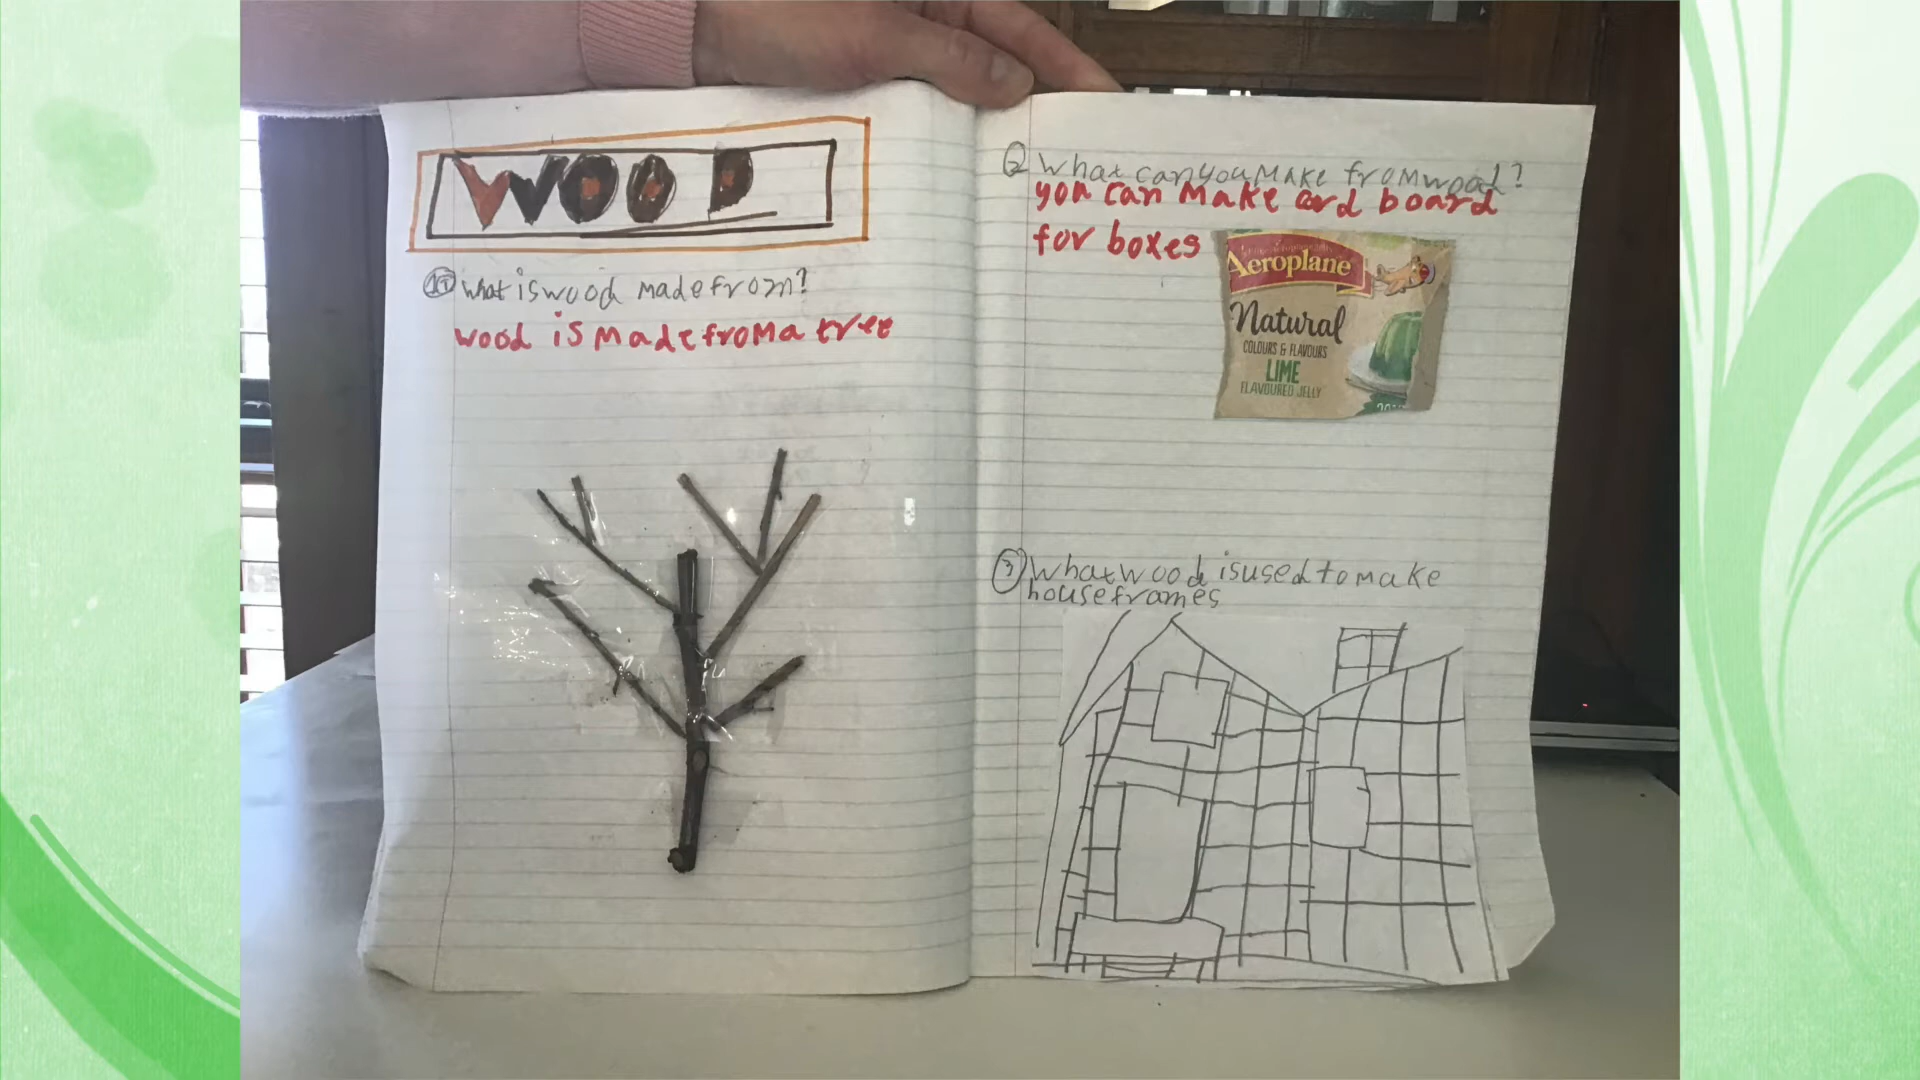 WOOD
1 What is wood made from?
wood is made from a tree
2 What can you make from wood?
you can make card board
for boxes
Aeroplane
Natural
COLOURS & FLAVOURS
LIME
FLAVOURED JELLY
3 What wood is used to make
house frames